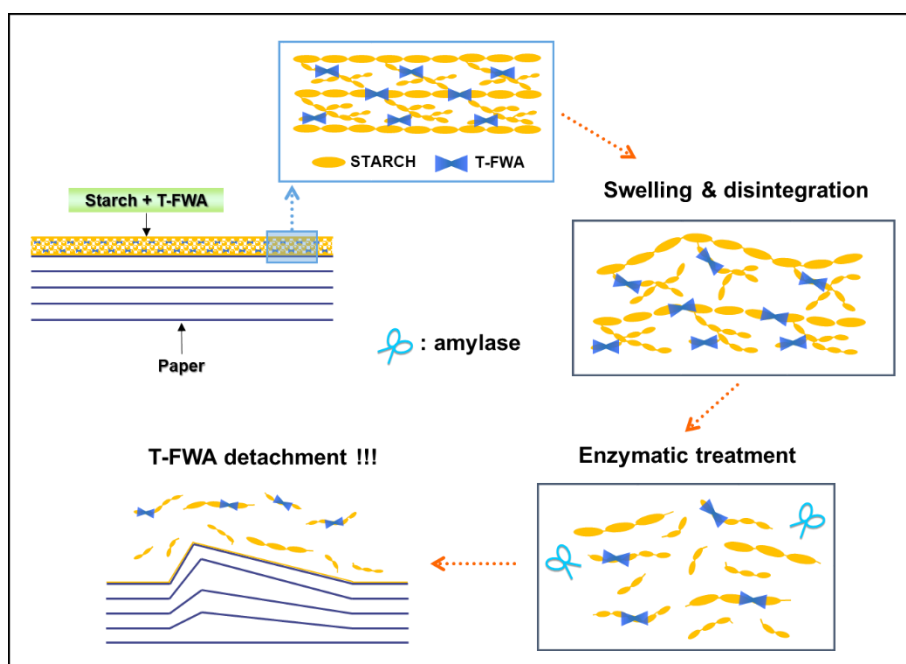 STARCH
T-FWA
Starch + T-FWA
Paper
Swelling & disintegration
: amylase
Enzymatic treatment
T-FWA detachment !!!